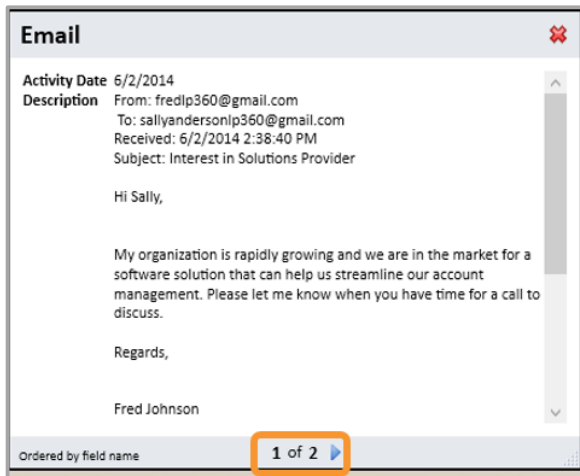 Email
Activity Date 6/2/2014
Description From: fredlp360@gmail.com
To: sallyandersonlp360@gmail.com
Received: 6/2/2014 2:38:40 PM
Subject: Interest in Solutions Provider
Hi Sally,
My organization is rapidly growing and we are in the market for a
software solution that can help us streamline our account
management. Please let me know when you have time for a call to
discuss.
Regards,
Fred Johnson
Ordered by field name
1 of 2